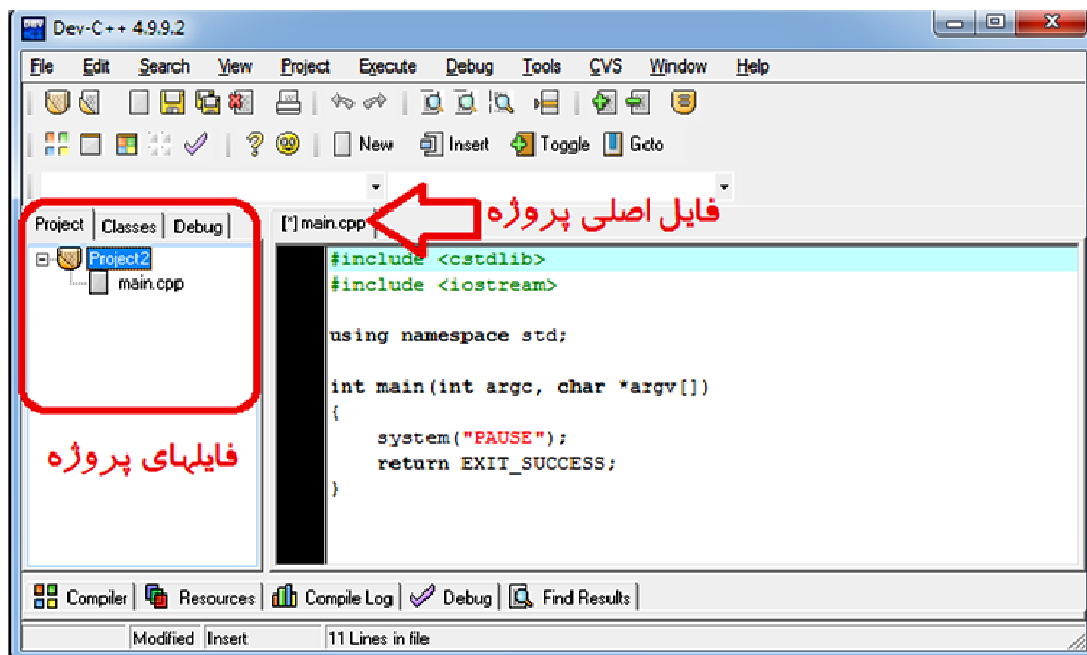 Dev-C++ 4.9.9.2
File Edit Search View Project Execute Debug Tools CVS Window Help
New Insert Toggle Goto
Project Classes Debug
[*] main.cpp
فایل اصلی پروژه
Project2
main.cpp
#include <cstdlib>
#include <iostream>
using namespace std;
int main(int argc, char *argv[])
{
system("PAUSE");
return EXIT_SUCCESS;
}
فایلهای پروژه
Compiler Resources Compile Log Debug Find Results
Modified Insert 11 Lines in file